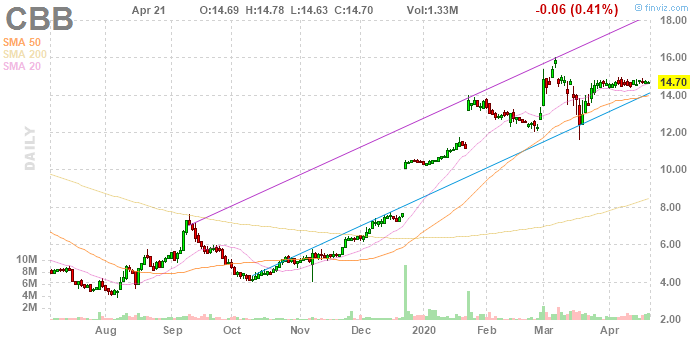 CBB Apr 21 O:14.69 H:14.78 L:14.63 C:14.70 Vol:1.33M -0.06 (0.41%)
© finviz.com
SMA 50
SMA 200
SMA 20
DAILY
18.00
16.00
14.70
14.00
12.00
10.00
8.00
6.00
4.00
2.00
10M
8M
6M
4M
2M
Aug Sep Oct Nov Dec 2020 Feb Mar Apr